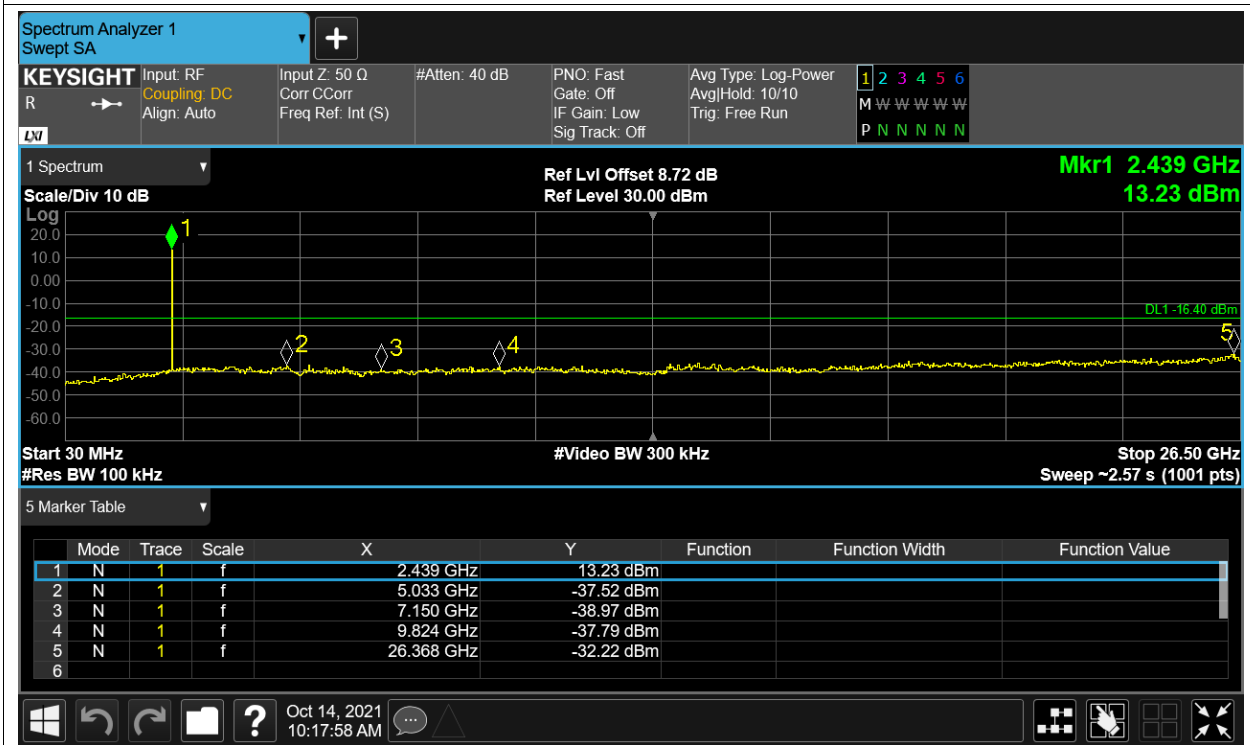 Spectrum Analyzer 1
Swept SA
KEYSIGHT Input: RF Input Z: 50 Ω #Atten: 40 dB PNO: Fast Avg Type: Log-Power 1 2 3 4 5 6
R Coupling: DC Corr CCorr Gate: Off Avg|Hold: 10/10 M W W W W W
Align: Auto Freq Ref: Int (S) IF Gain: Low Trig: Free Run
LXI Sig Track: Off P N N N N N
1 Spectrum Ref Lvl Offset 8.72 dB Mkr1 2.439 GHz
Scale/Div 10 dB Ref Level 30.00 dBm 13.23 dBm
Log
1
20.0
10.0
0.00
-10.0
DL1 -16.40 dBm
-20.0
2 3 4 5
-30.0
-40.0
-50.0
-60.0
Start 30 MHz #Video BW 300 kHz Stop 26.50 GHz
#Res BW 100 kHz Sweep ~2.57 s (1001 pts)
5 Marker Table
Mode Trace Scale X Y Function Function Width Function Value
1 N 1 f 2.439 GHz 13.23 dBm
2 N 1 f 5.033 GHz -37.52 dBm
3 N 1 f 7.150 GHz -38.97 dBm
4 N 1 f 9.824 GHz -37.79 dBm
5 N 1 f 26.368 GHz -32.22 dBm
6
? Oct 14, 2021
10:17:58 AM